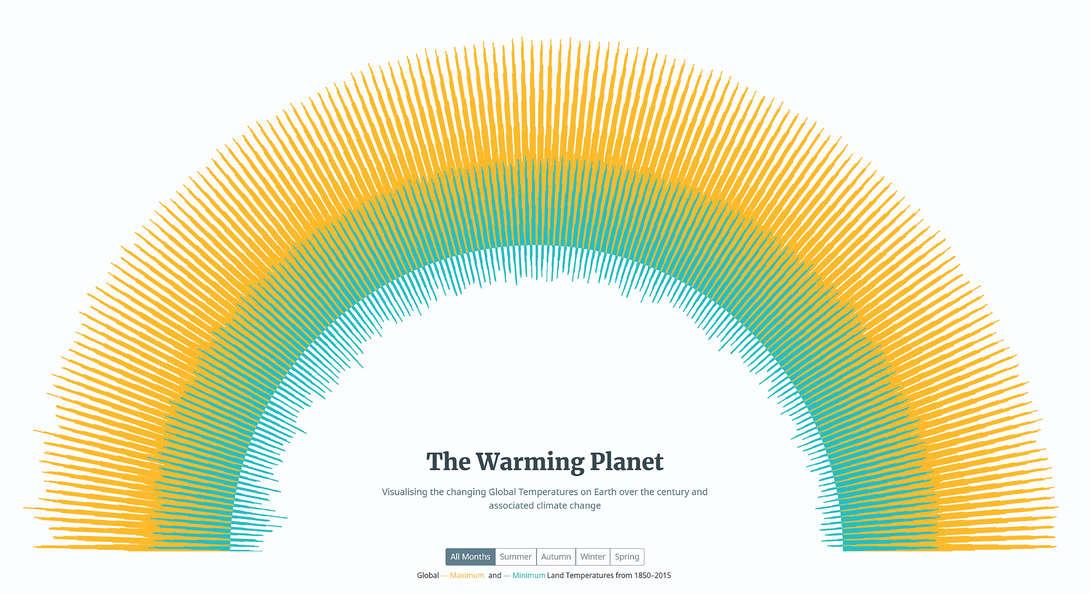 The Warming Planet
Visualising the changing Global Temperatures on Earth over the century and
associated climate change
All Months Summer Autumn Winter Spring
Global — Maximum and — Minimum Land Temperatures from 1850–2015